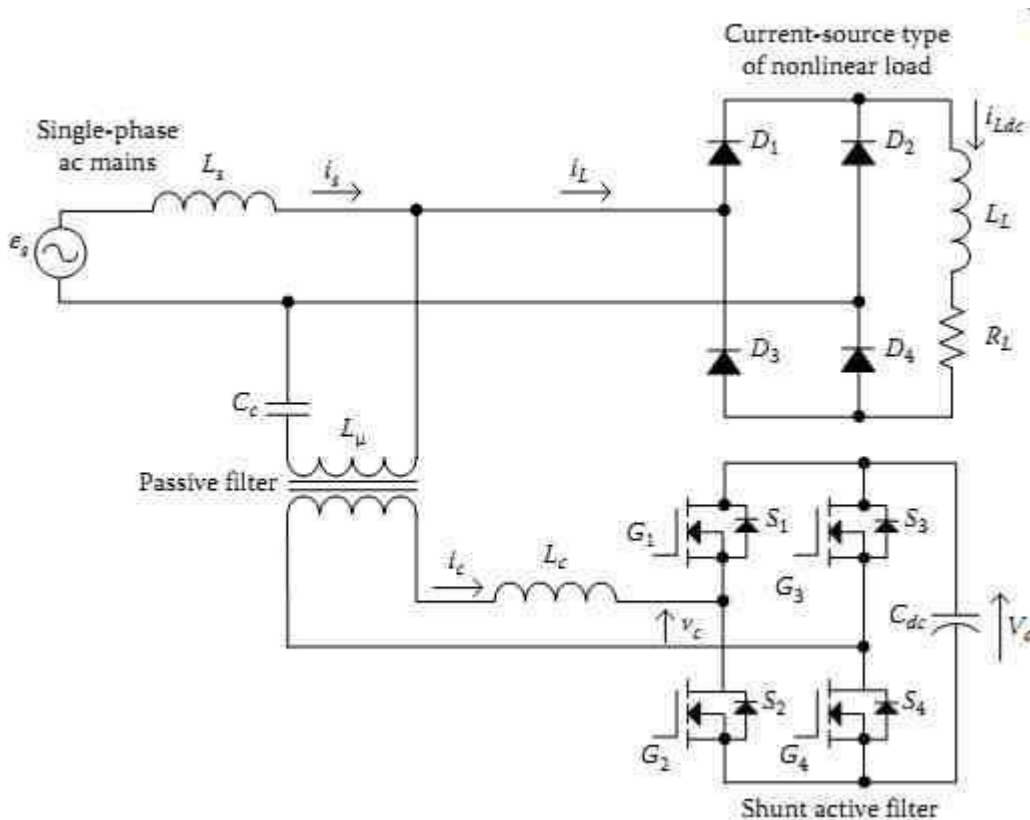 Current-source type
of nonlinear load
Single-phase
ac mains
L_s
i_s
i_L
D_1
D_2
i_Ldc
L_L
e_s
R_L
D_3
D_4
C_c
L_μ
Passive filter
G_1
S_1
S_3
i_c
L_c
G_3
v_c
C_dc
S_2
S_4
G_2
G_4
Shunt active filter